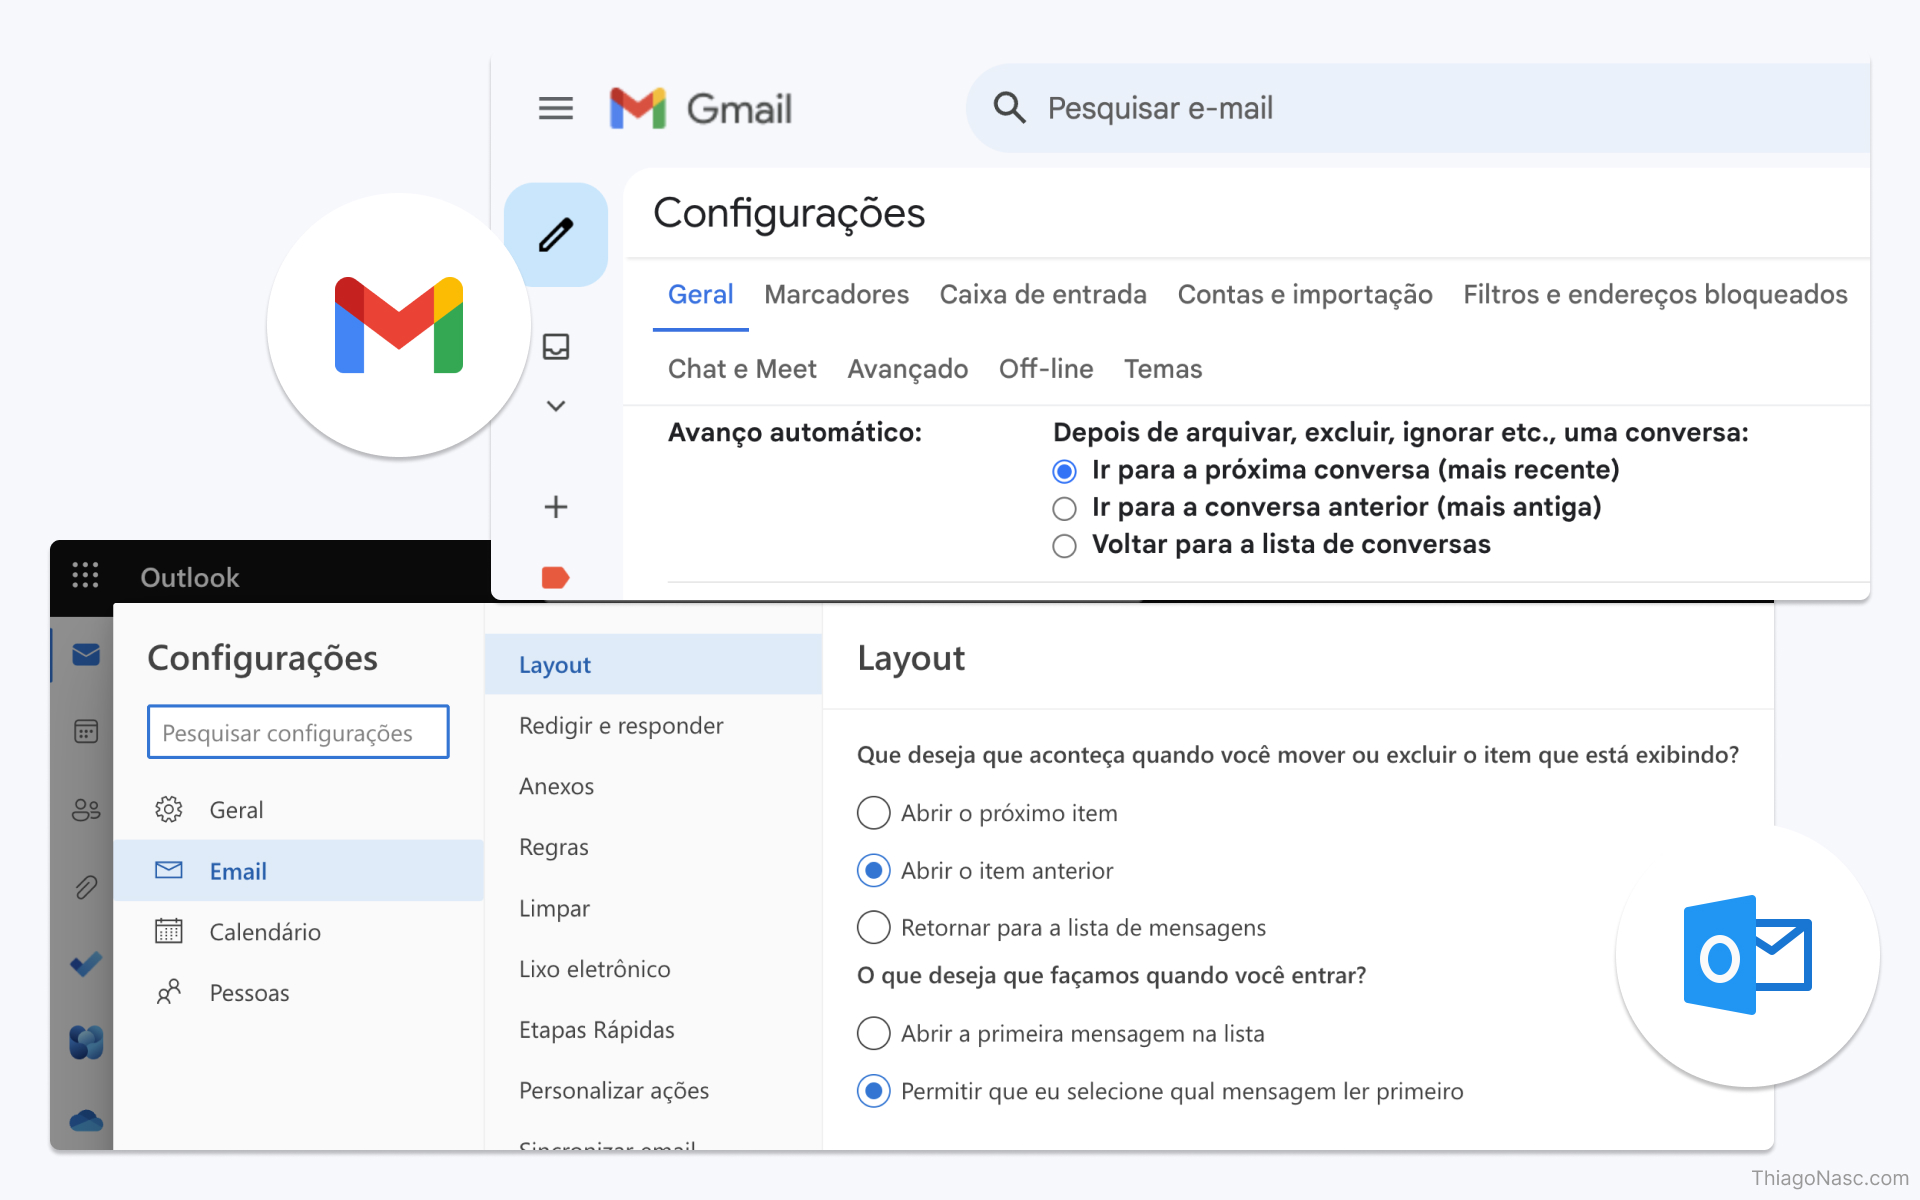 Gmail
Pesquisar e-mail
Configurações
Geral Marcadores Caixa de entrada Contas e importação Filtros e endereços bloqueados
Chat e Meet Avançado Off-line Temas
Avanço automático: Depois de arquivar, excluir, ignorar etc., uma conversa:
Ir para a próxima conversa (mais recente)
Ir para a conversa anterior (mais antiga)
Voltar para a lista de conversas
Outlook
Configurações
Pesquisar configurações
Geral
Email
Calendário
Pessoas
Layout
Redigir e responder
Anexos
Regras
Limpar
Lixo eletrônico
Etapas Rápidas
Personalizar ações
Sincronizar email
Layout
Que deseja que aconteça quando você mover ou excluir o item que está exibindo?
Abrir o próximo item
Abrir o item anterior
Retornar para a lista de mensagens
O que deseja que façamos quando você entrar?
Abrir a primeira mensagem na lista
Permitir que eu selecione qual mensagem ler primeiro
ThiagoNasc.com